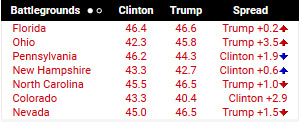 Battlegrounds Clinton Trump Spread
Florida 46.4 46.6 Trump +0.2
Ohio 42.3 45.8 Trump +3.5
Pennsylvania 46.2 44.3 Clinton +1.9
New Hampshire 43.3 42.7 Clinton +0.6
North Carolina 45.5 46.5 Trump +1.0
Colorado 43.3 40.4 Clinton +2.9
Nevada 45.0 46.5 Trump +1.5